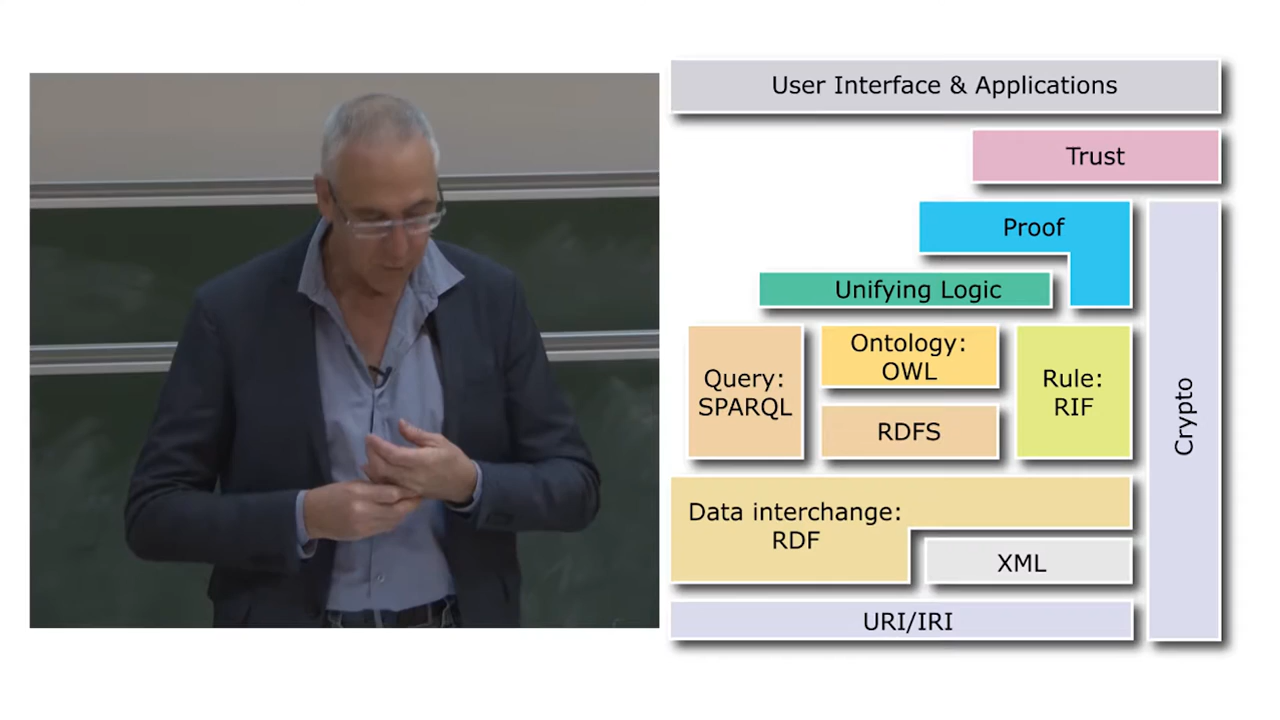 User Interface & Applications
Trust
Proof
Unifying Logic
Query:
SPARQL
Ontology:
OWL
RDFS
Rule:
RIF
Crypto
Data interchange:
RDF
XML
URI/IRI